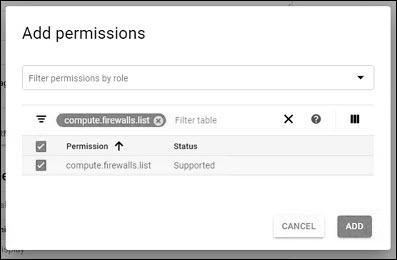 Add permissions
Filter permissions by role
compute.firewalls.list Filter table
Permission Status
compute.firewalls.list Supported
CANCEL ADD